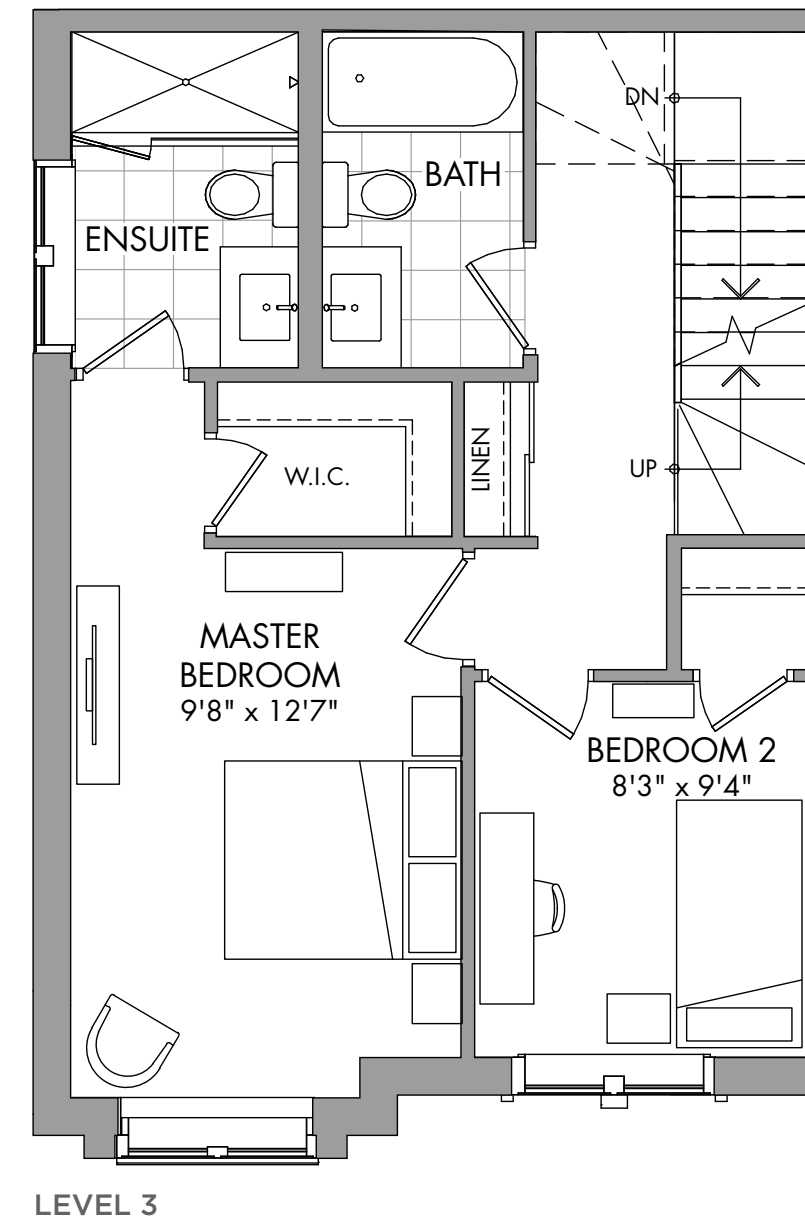 DN
BATH
ENSUITE
LINEN
W.I.C.
UP
MASTER
BEDROOM
9'8" x 12'7"
BEDROOM 2
8'3" x 9'4"
LEVEL 3